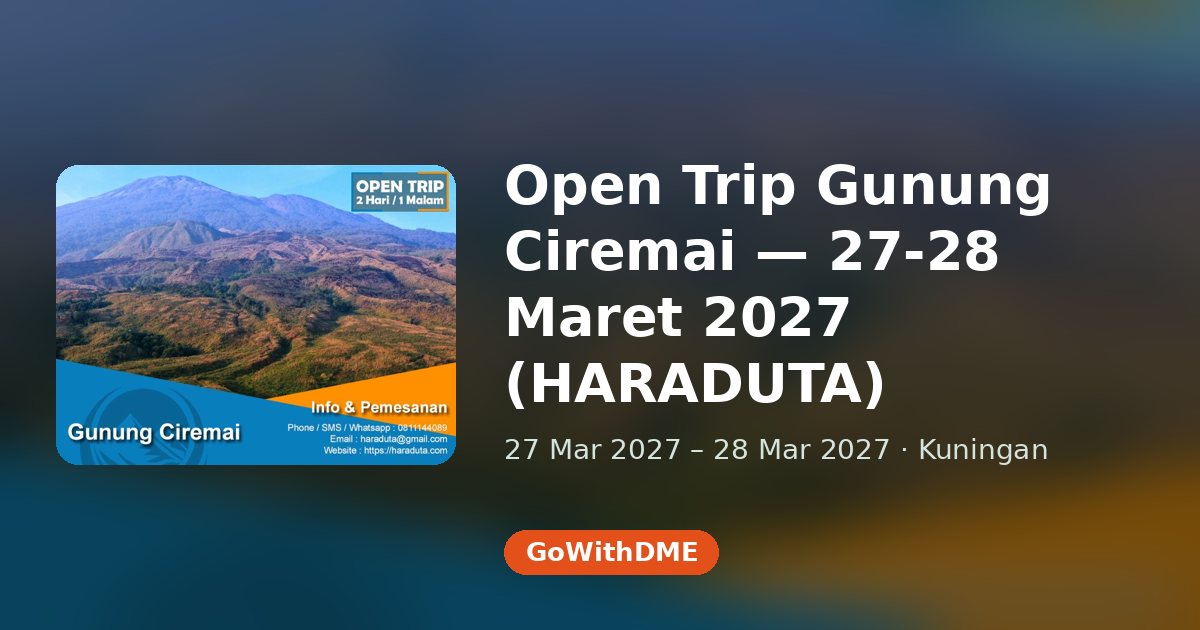 OPEN TRIP
2 Hari / 1 Malam
Info & Pemesanan
Gunung Ciremai
Phone / SMS / Whatsapp : 0811144089
Email : haraduta@gmail.com
Website : https://haraduta.com
Open Trip Gunung
Ciremai — 27-28
Maret 2027
(HARADUTA)
27 Mar 2027 – 28 Mar 2027 · Kuningan
GoWithDME